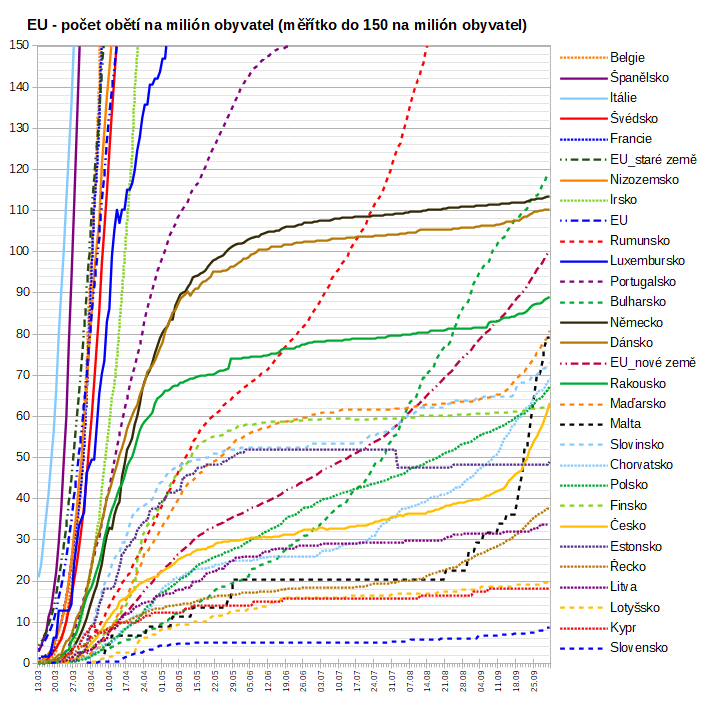 EU - počet obětí na milión obyvatel (měřítko do 150 na milión obyvatel)
150
140
130
120
110
100
90
80
70
60
50
40
30
20
10
0
13.03
20.03
27.03
03.04
10.04
17.04
24.04
01.05
08.05
15.05
22.05
29.05
05.06
12.06
19.06
26.06
03.07
10.07
17.07
24.07
31.07
07.08
14.08
21.08
28.08
04.09
11.09
18.09
25.09
Belgie
Španělsko
Itálie
Švédsko
Francie
EU_staré země
Nizozemsko
Irsko
EU
Rumunsko
Luxembursko
Portugalsko
Bulharsko
Německo
Dánsko
EU_nové země
Rakousko
Maďarsko
Malta
Slovinsko
Chorvatsko
Polsko
Finsko
Česko
Estonsko
Řecko
Litva
Lotyšsko
Kypr
Slovensko